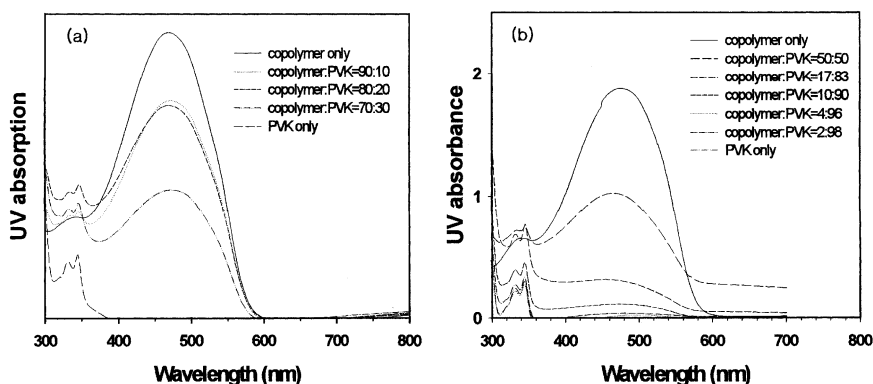 (a)
copolymer only
copolymer:PVK=90:10
copolymer:PVK=80:20
copolymer:PVK=70:30
PVK only
UV absorption
300
400
500
600
700
800
Wavelength (nm)
(b)
copolymer only
copolymer:PVK=50:50
copolymer:PVK=17:83
copolymer:PVK=10:90
copolymer:PVK=4:96
copolymer:PVK=2:98
PVK only
UV absorbance
2
1
0
300
400
500
600
700
800
Wavelength (nm)